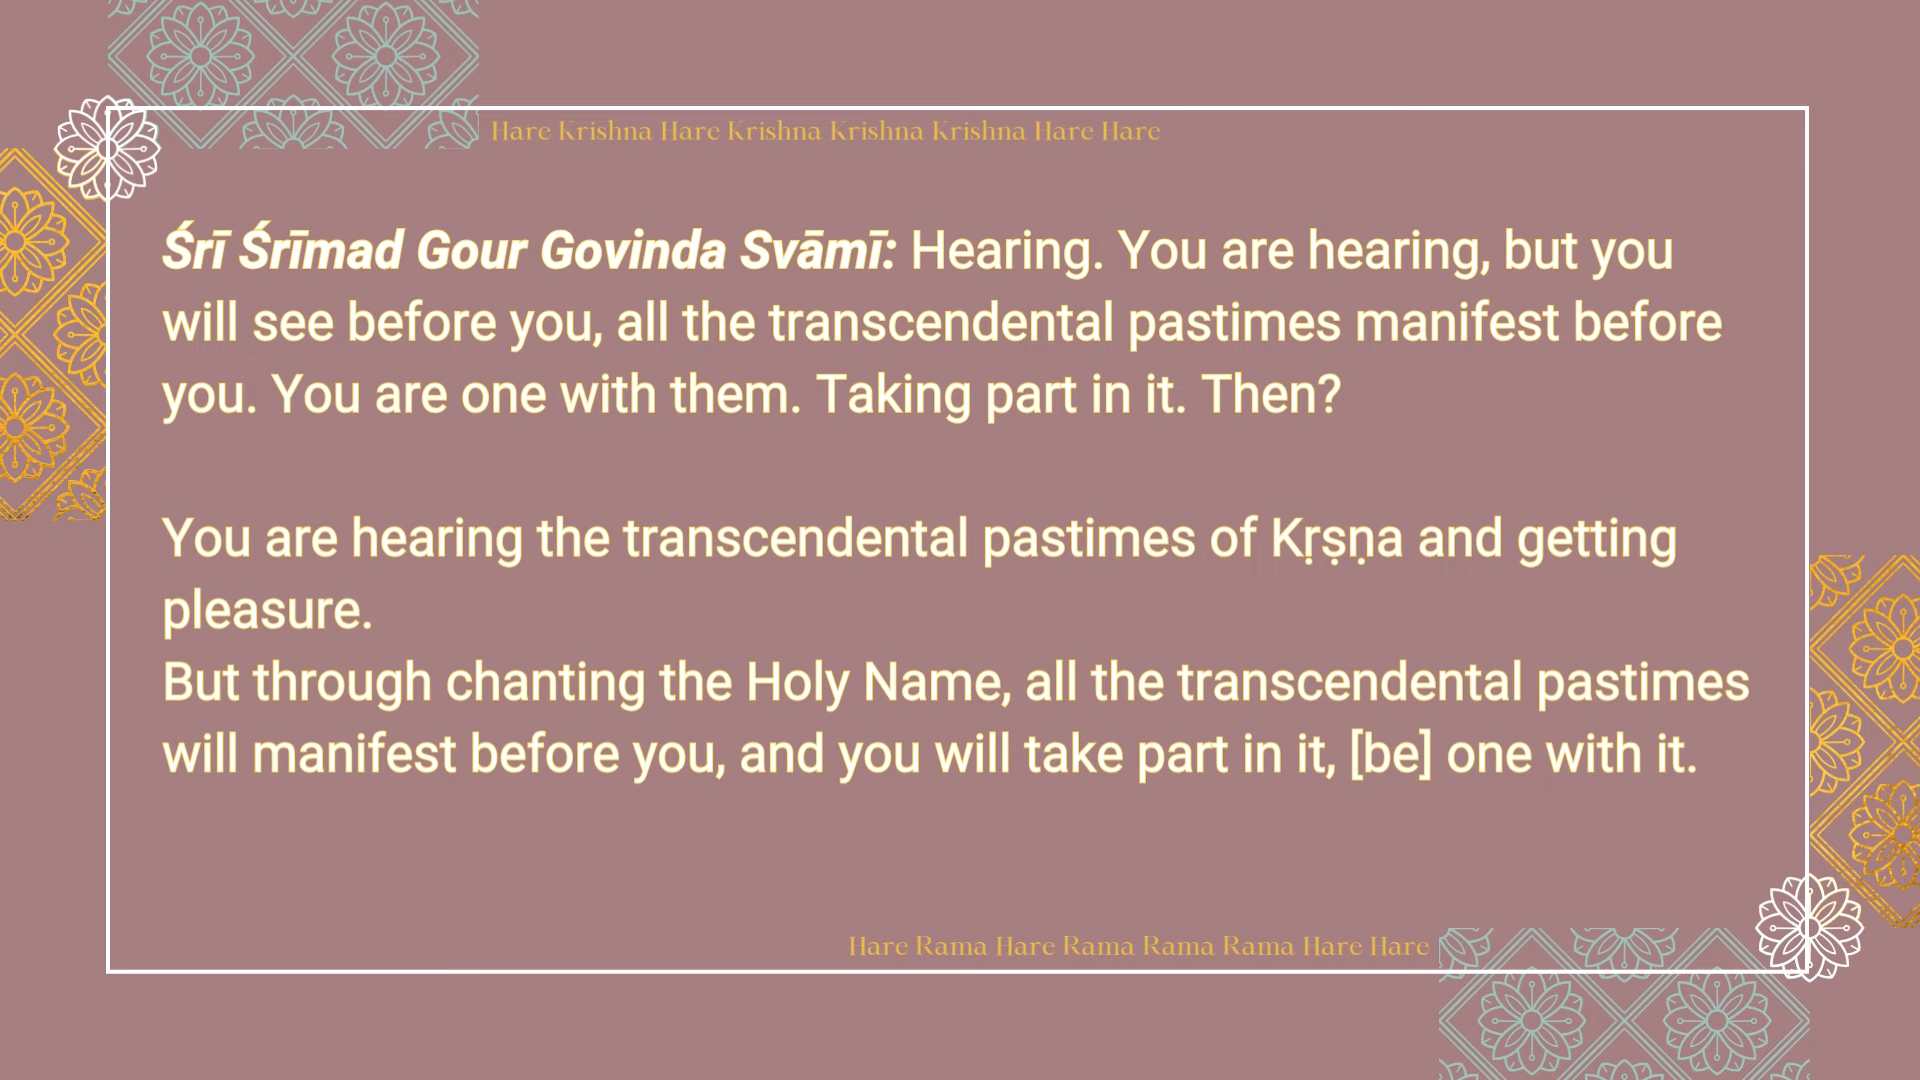 Hare Krishna Hare Krishna Krishna Krishna Hare Hare
Śrī Śrīmad Gour Govinda Svāmī: Hearing. You are hearing, but you
will see before you, all the transcendental pastimes manifest before
you. You are one with them. Taking part in it. Then?
You are hearing the transcendental pastimes of Kṛṣṇa and getting
pleasure.
But through chanting the Holy Name, all the transcendental pastimes
will manifest before you, and you will take part in it, [be] one with it.
Hare Rama Hare Rama Rama Rama Hare Hare